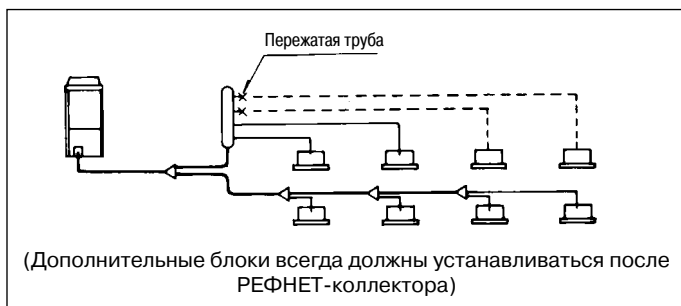 Пережатая труба
(Дополнительные блоки всегда должны устанавливаться после
РЕФНЕТ-коллектора)